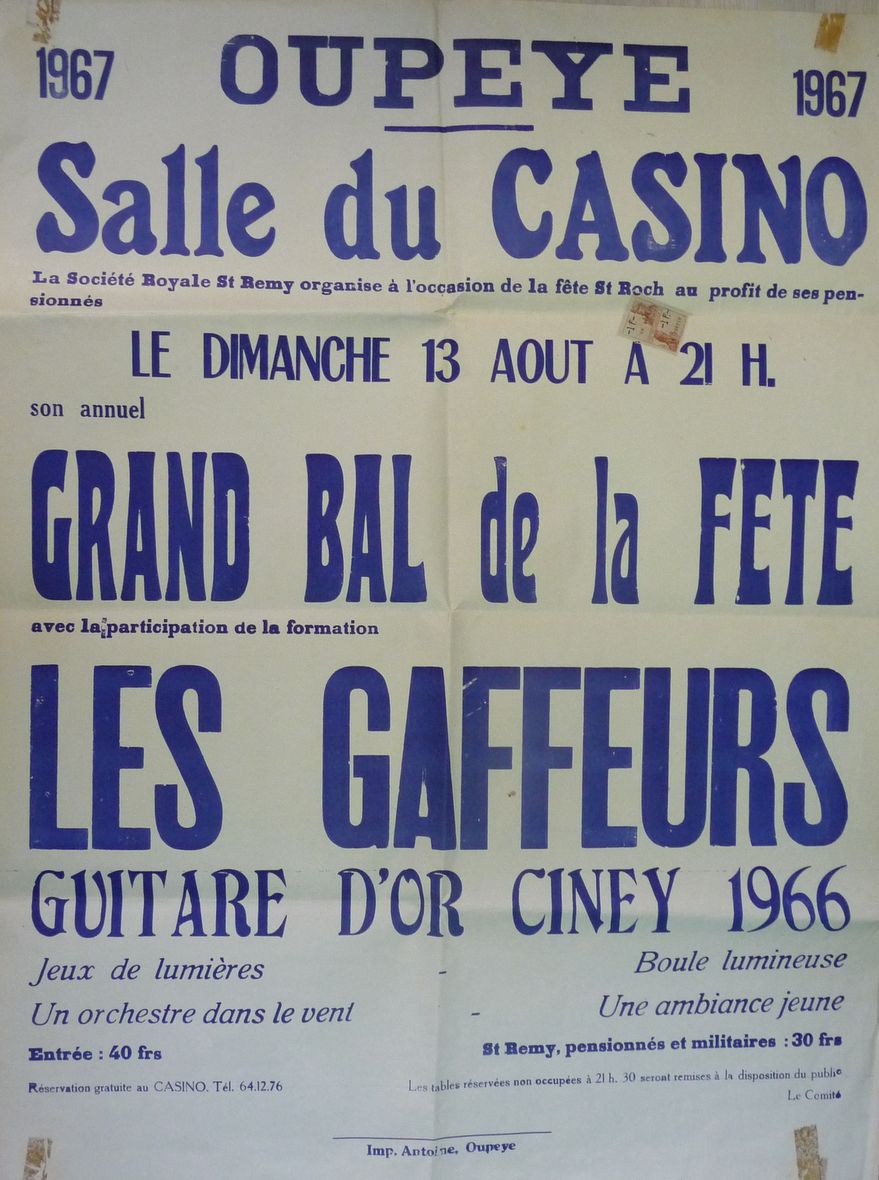 1967 OUPEYE 1967
Salle du CASINO
La Société Royale St Remy organise à l'occasion de la fête St Roch au profit de ses pen-
sionnés
LE DIMANCHE 13 AOUT A 21 H.
son annuel
GRAND BAL de la FETE
avec la participation de la formation
LES GAFFEURS
GUITARE D'OR CINEY 1966
Jeux de lumières - Boule lumineuse
Un orchestre dans le vent - Une ambiance jeune
Entrée : 40 frs St Remy, pensionnés et militaires : 30 frs
Réservation gratuite au CASINO. Tél. 64.12.76 Les tables réservées non occupées à 21 h. 30 seront remises à la disposition du public
Le Comité
Imp. Antoine, Oupeye